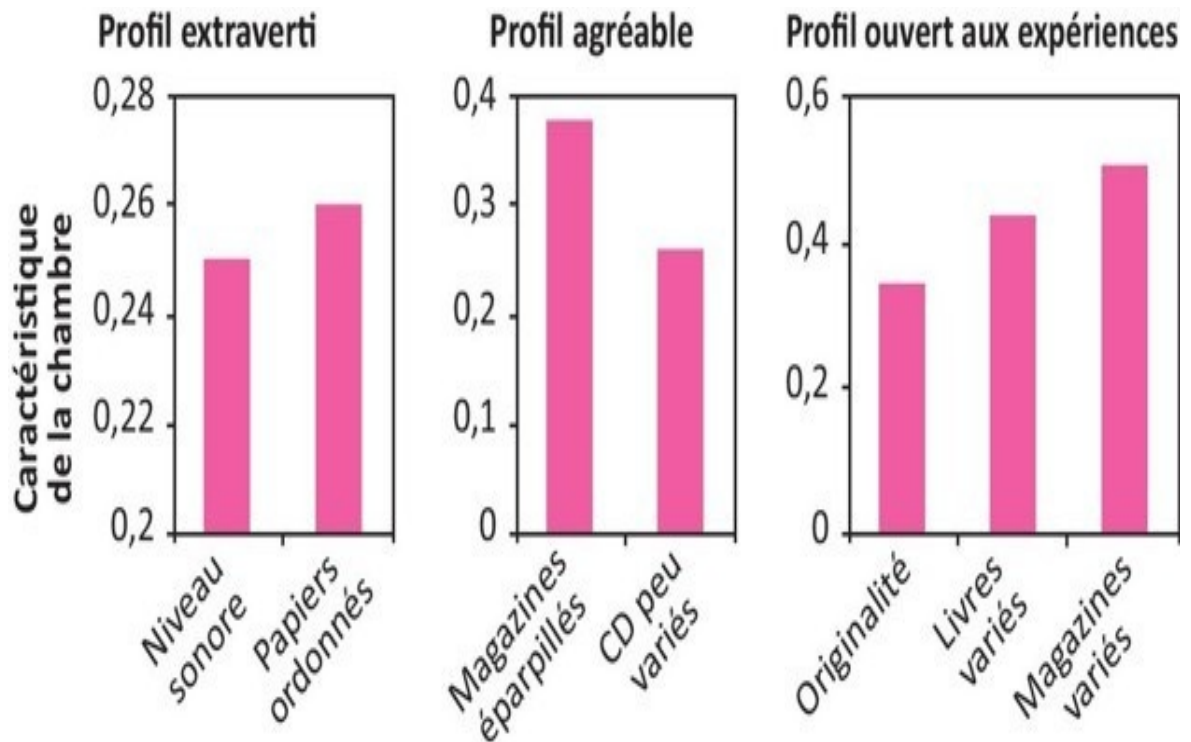 Profil extraverti
Profil agréable
Profil ouvert aux expériences
Caractéristique
de la chambre
0,28
0,26
0,24
0,22
0,2
Niveau
sonore
Papiers
ordonnés
0,4
0,3
0,2
0,1
0
Magazines
éparpillés
CD peu
variés
0,6
0,4
0,2
0
Originalité
Livres
variés
Magazines
variés